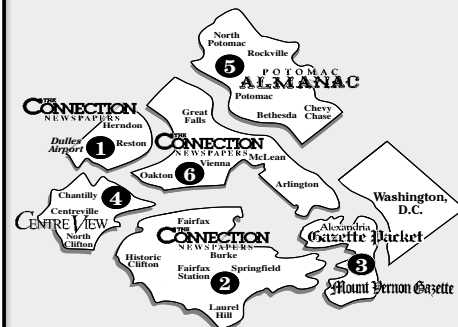 North
Potomac
Rockville
5
POTOMAC
ALMANAC
Potomac
Bethesda
Chevy
Chase
THE
CONNECTION
NEWSPAPERS
Herndon
Dulles
Airport
1
Reston
Great
Falls
THE
CONNECTION
NEWSPAPERS
Vienna
McLean
Oakton
6
Arlington
Chantilly
4
Centreville
CENTRE VIEW
North
Clifton
Fairfax
THE
CONNECTION
NEWSPAPERS
Burke
Historic
Clifton
Fairfax
Station
Springfield
2
Laurel
Hill
Washington,
D.C.
Alexandria
Gazette Packet
3
Mount Vernon Gazette